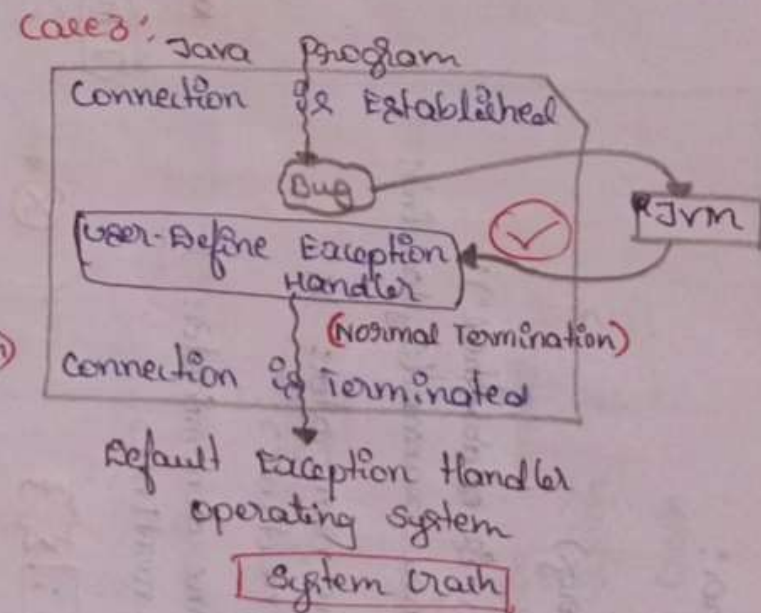 Case3:
Java Program
Connection is Established
Bug
JVM
User-Define Exception
Handler
(Normal Termination)
Connection is Terminated
Default Exception Handler
operating system
System crash